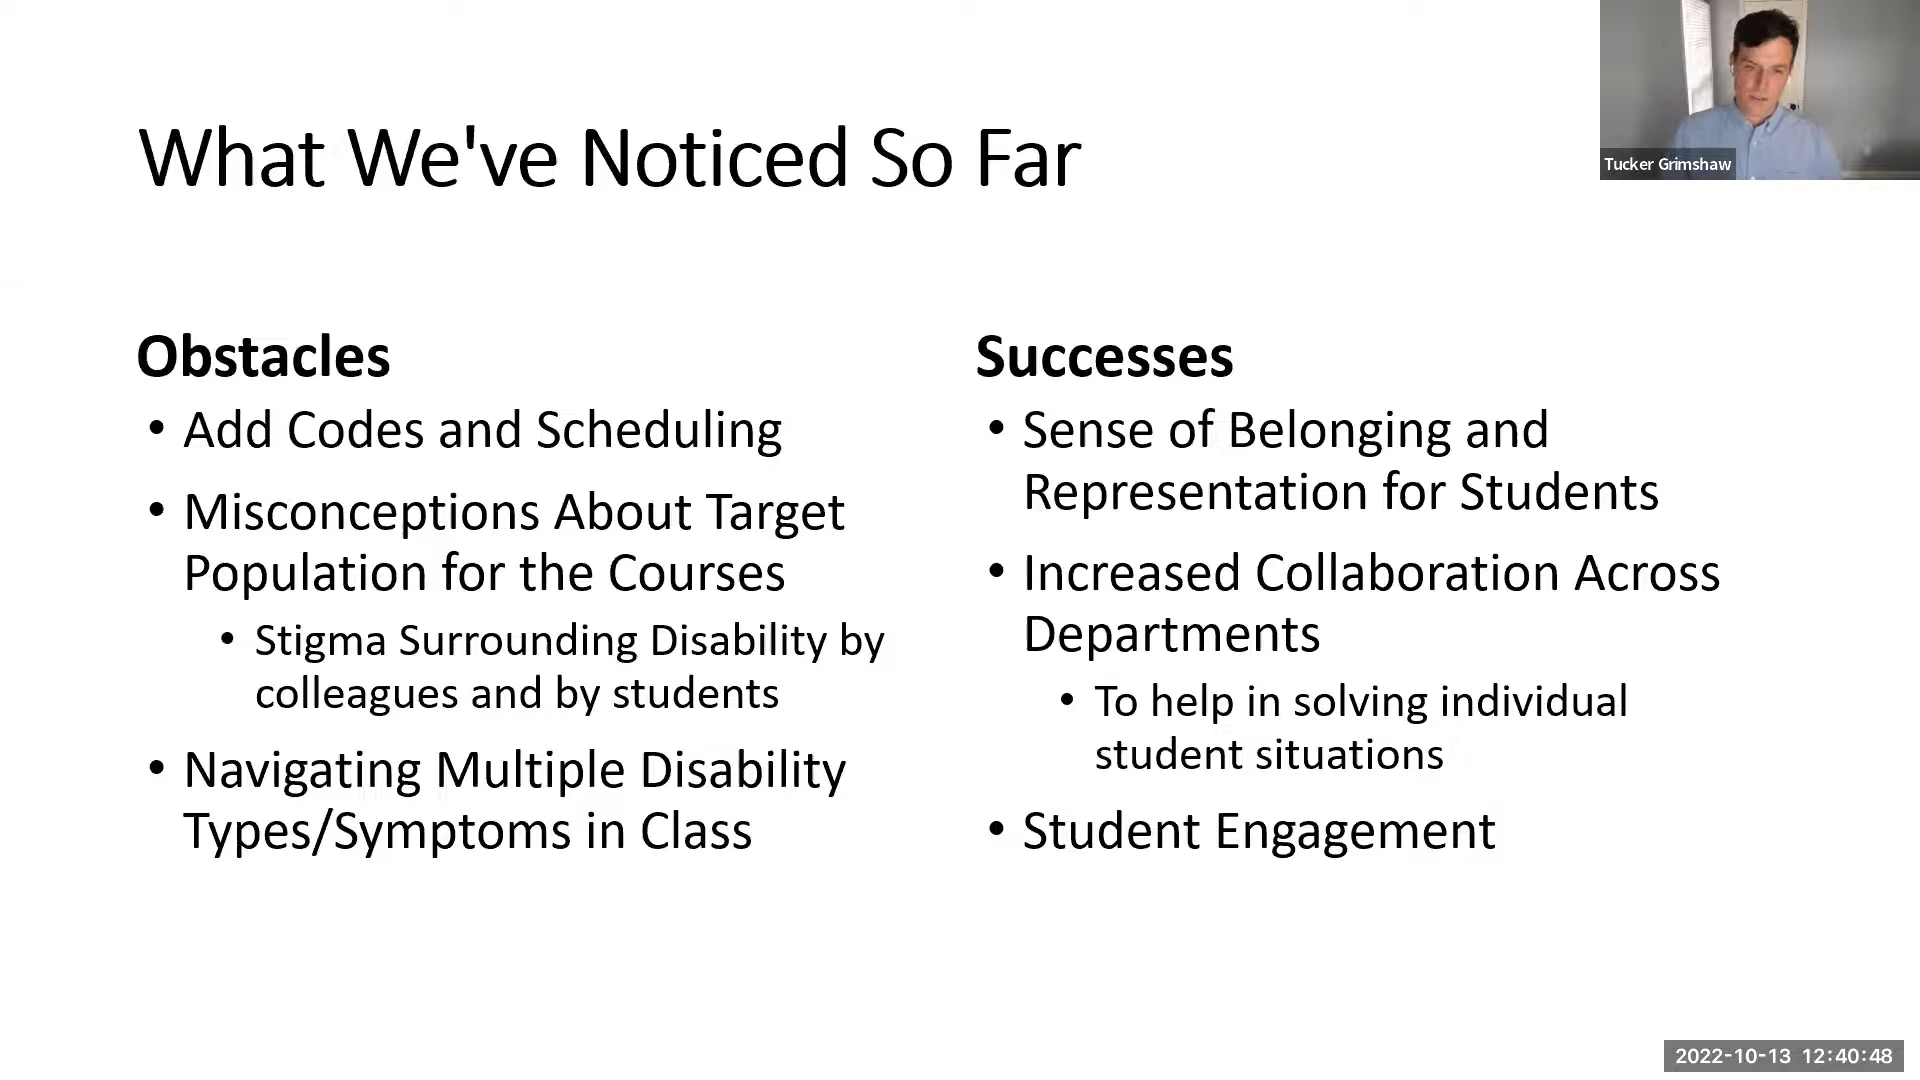 Tucker Grimshaw
What We've Noticed So Far
Obstacles
• Add Codes and Scheduling
• Misconceptions About Target
Population for the Courses
• Stigma Surrounding Disability by
colleagues and by students
• Navigating Multiple Disability
Types/Symptoms in Class
Successes
• Sense of Belonging and
Representation for Students
• Increased Collaboration Across
Departments
• To help in solving individual
student situations
• Student Engagement
2022-10-13 12:40:48